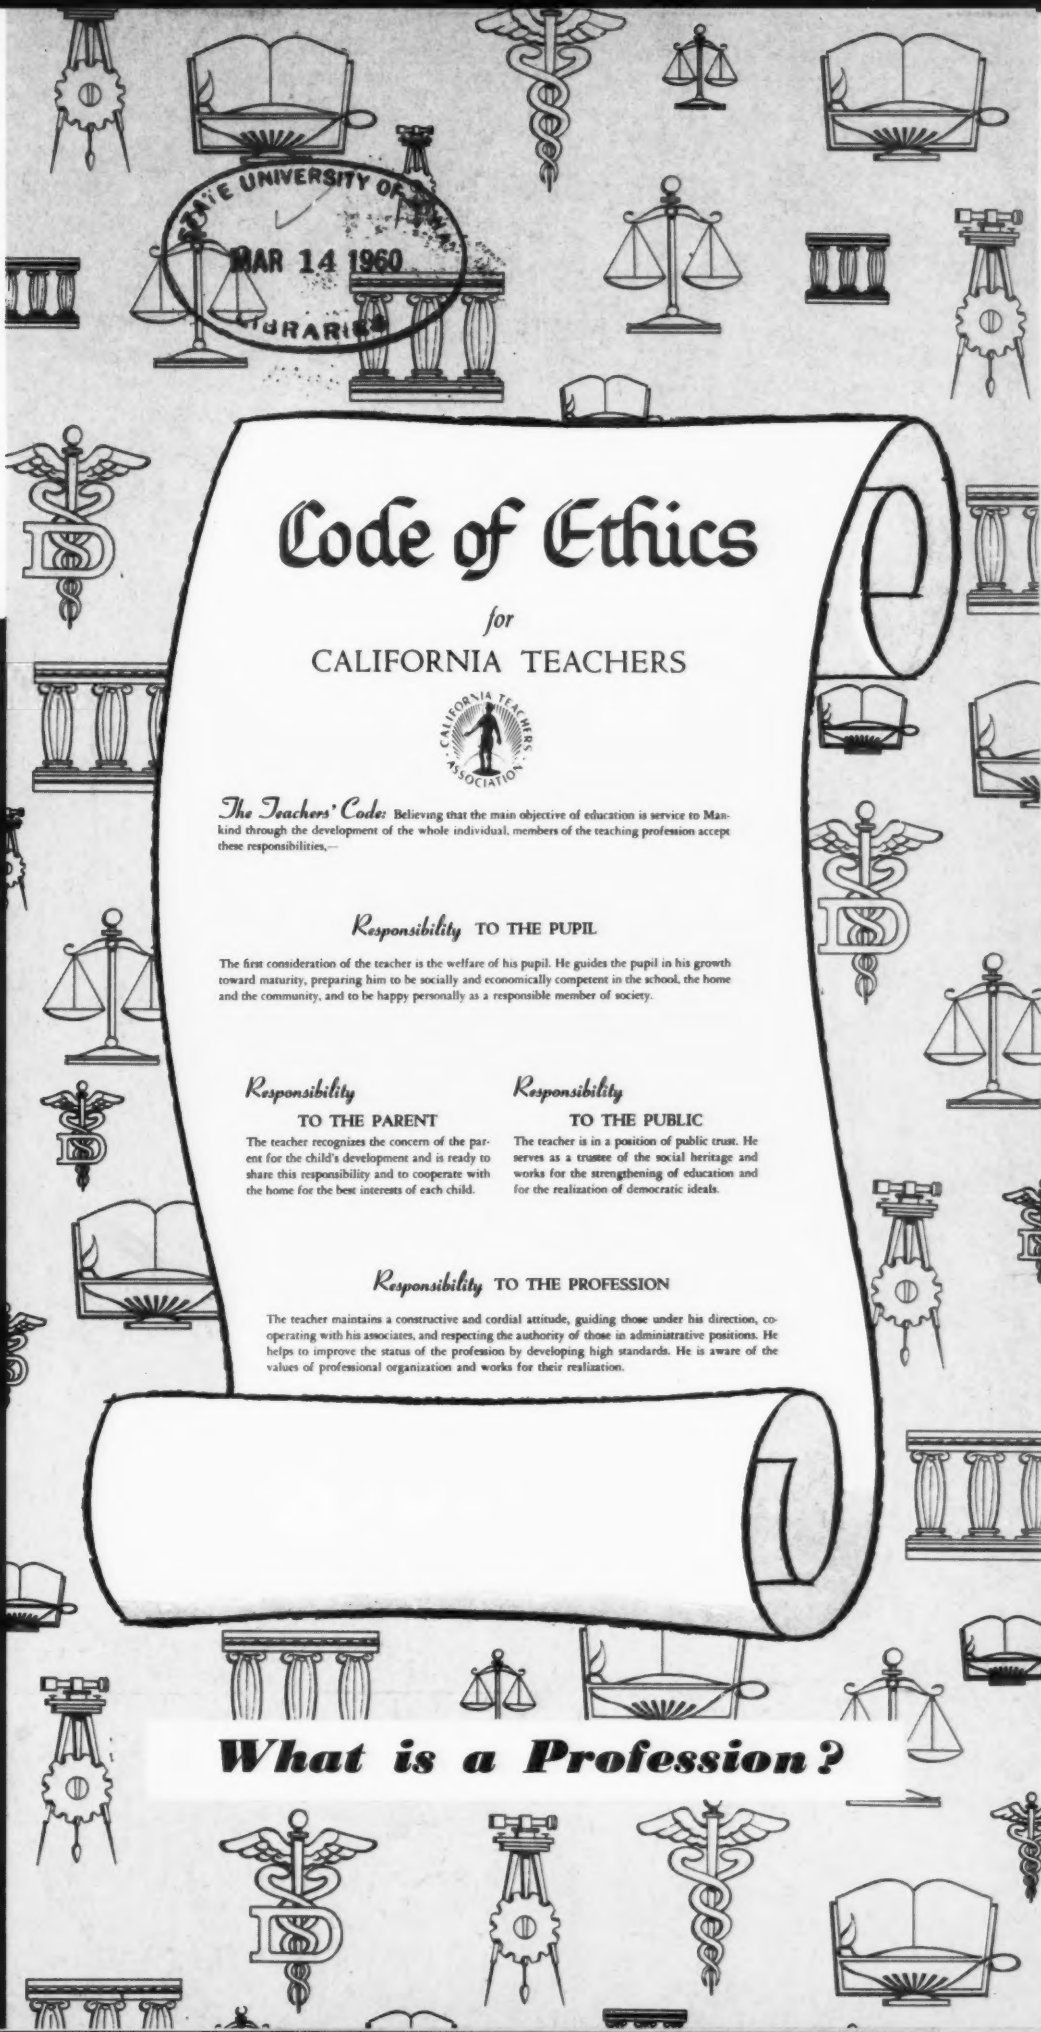 STATE UNIVERSITY OF
MAR 14 1960
LIBRARIES
Code of Ethics
for
CALIFORNIA TEACHERS
CALIFORNIA TEACHERS
ASSOCIATION
The Teachers' Code: Believing that the main objective of education is service to Man-
kind through the development of the whole individual, members of the teaching profession accept
these responsibilities,—
Responsibility TO THE PUPIL
The first consideration of the teacher is the welfare of his pupil. He guides the pupil in his growth
toward maturity, preparing him to be socially and economically competent in the school, the home
and the community, and to be happy personally as a responsible member of society.
Responsibility
TO THE PARENT
The teacher recognizes the concern of the par-
ent for the child's development and is ready to
share this responsibility and to cooperate with
the home for the best interests of each child.
Responsibility
TO THE PUBLIC
The teacher is in a position of public trust. He
serves as a trustee of the social heritage and
works for the strengthening of education and
for the realization of democratic ideals.
Responsibility TO THE PROFESSION
The teacher maintains a constructive and cordial attitude, guiding those under his direction, co-
operating with his associates, and respecting the authority of those in administrative positions. He
helps to improve the status of the profession by developing high standards. He is aware of the
values of professional organization and works for their realization.
What is a Profession?
D
D
D
D